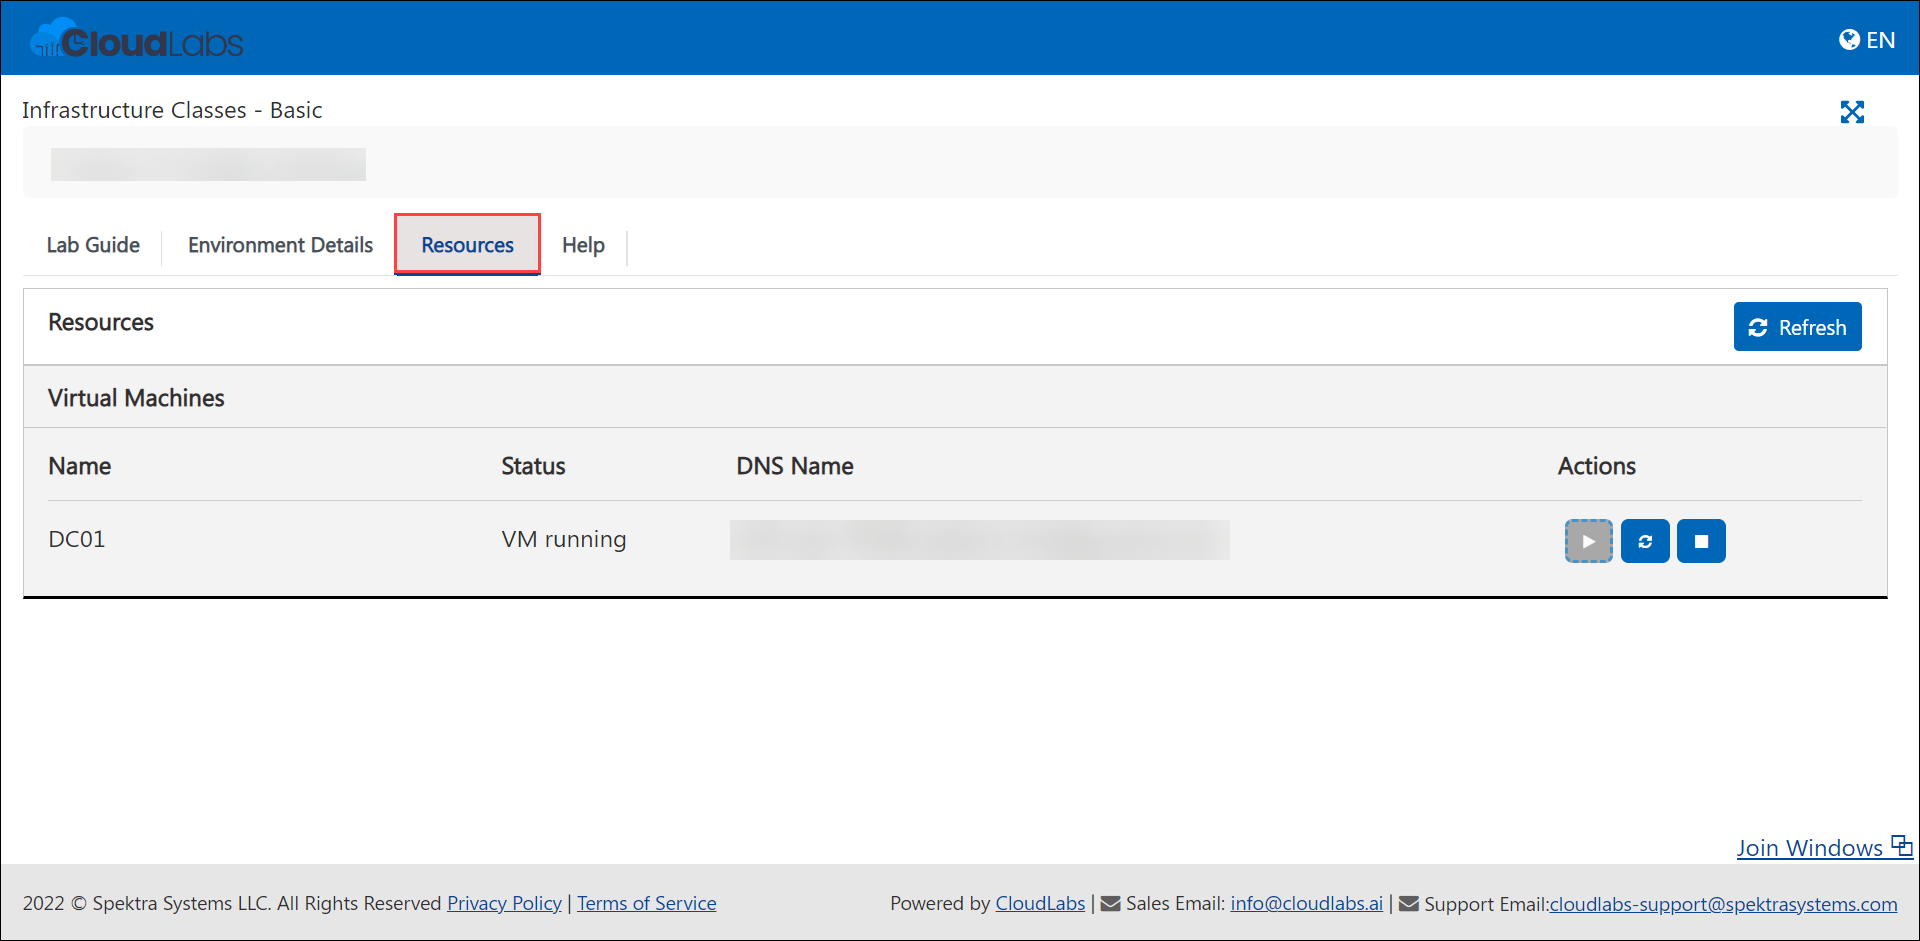 CloudLabs
EN
Infrastructure Classes - Basic
Lab Guide
Environment Details
Resources
Help
Resources
Refresh
Virtual Machines
Name
Status
DNS Name
Actions
DC01
VM running
Join Windows
2022 © Spektra Systems LLC. All Rights Reserved Privacy Policy | Terms of Service
Powered by CloudLabs | Sales Email: info@cloudlabs.ai | Support Email:cloudlabs-support@spektrasystems.com